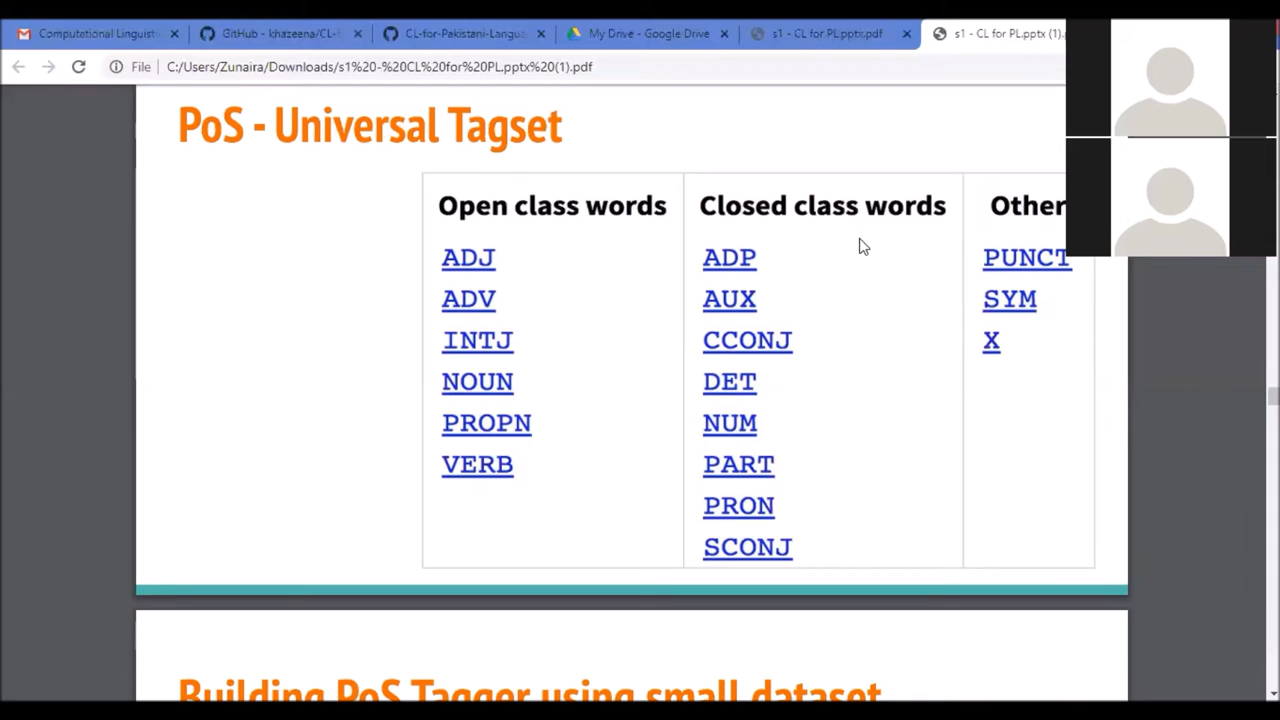 Computational Linguisti
GitHub - khazeena/CL-
CL-for-Pakistani-Langu
My Drive - Google Drive
s1 - CL for PL.pptx.pdf
s1 - CL for PL.pptx (1).
File
C:/Users/Zunaira/Downloads/s1%20-%20CL%20for%20PL.pptx%20(1).pdf
PoS - Universal Tagset
Open class words
ADJ
ADV
INTJ
NOUN
PROPN
VERB
Closed class words
ADP
AUX
CCONJ
DET
NUM
PART
PRON
SCONJ
Other
PUNCT
SYM
X
Building PoS Tagger using small dataset